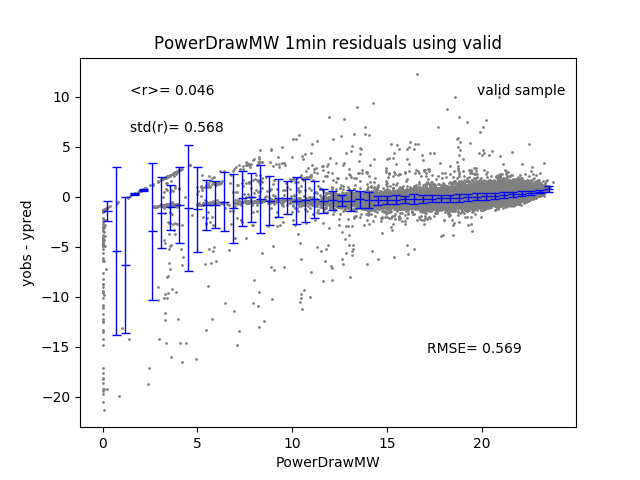 PowerDrawMW 1min residuals using valid
<r>= 0.046
valid sample
std(r)= 0.568
RMSE= 0.569
yobs - ypred
10
5
0
−5
−10
−15
−20
0 5 10 15 20
PowerDrawMW